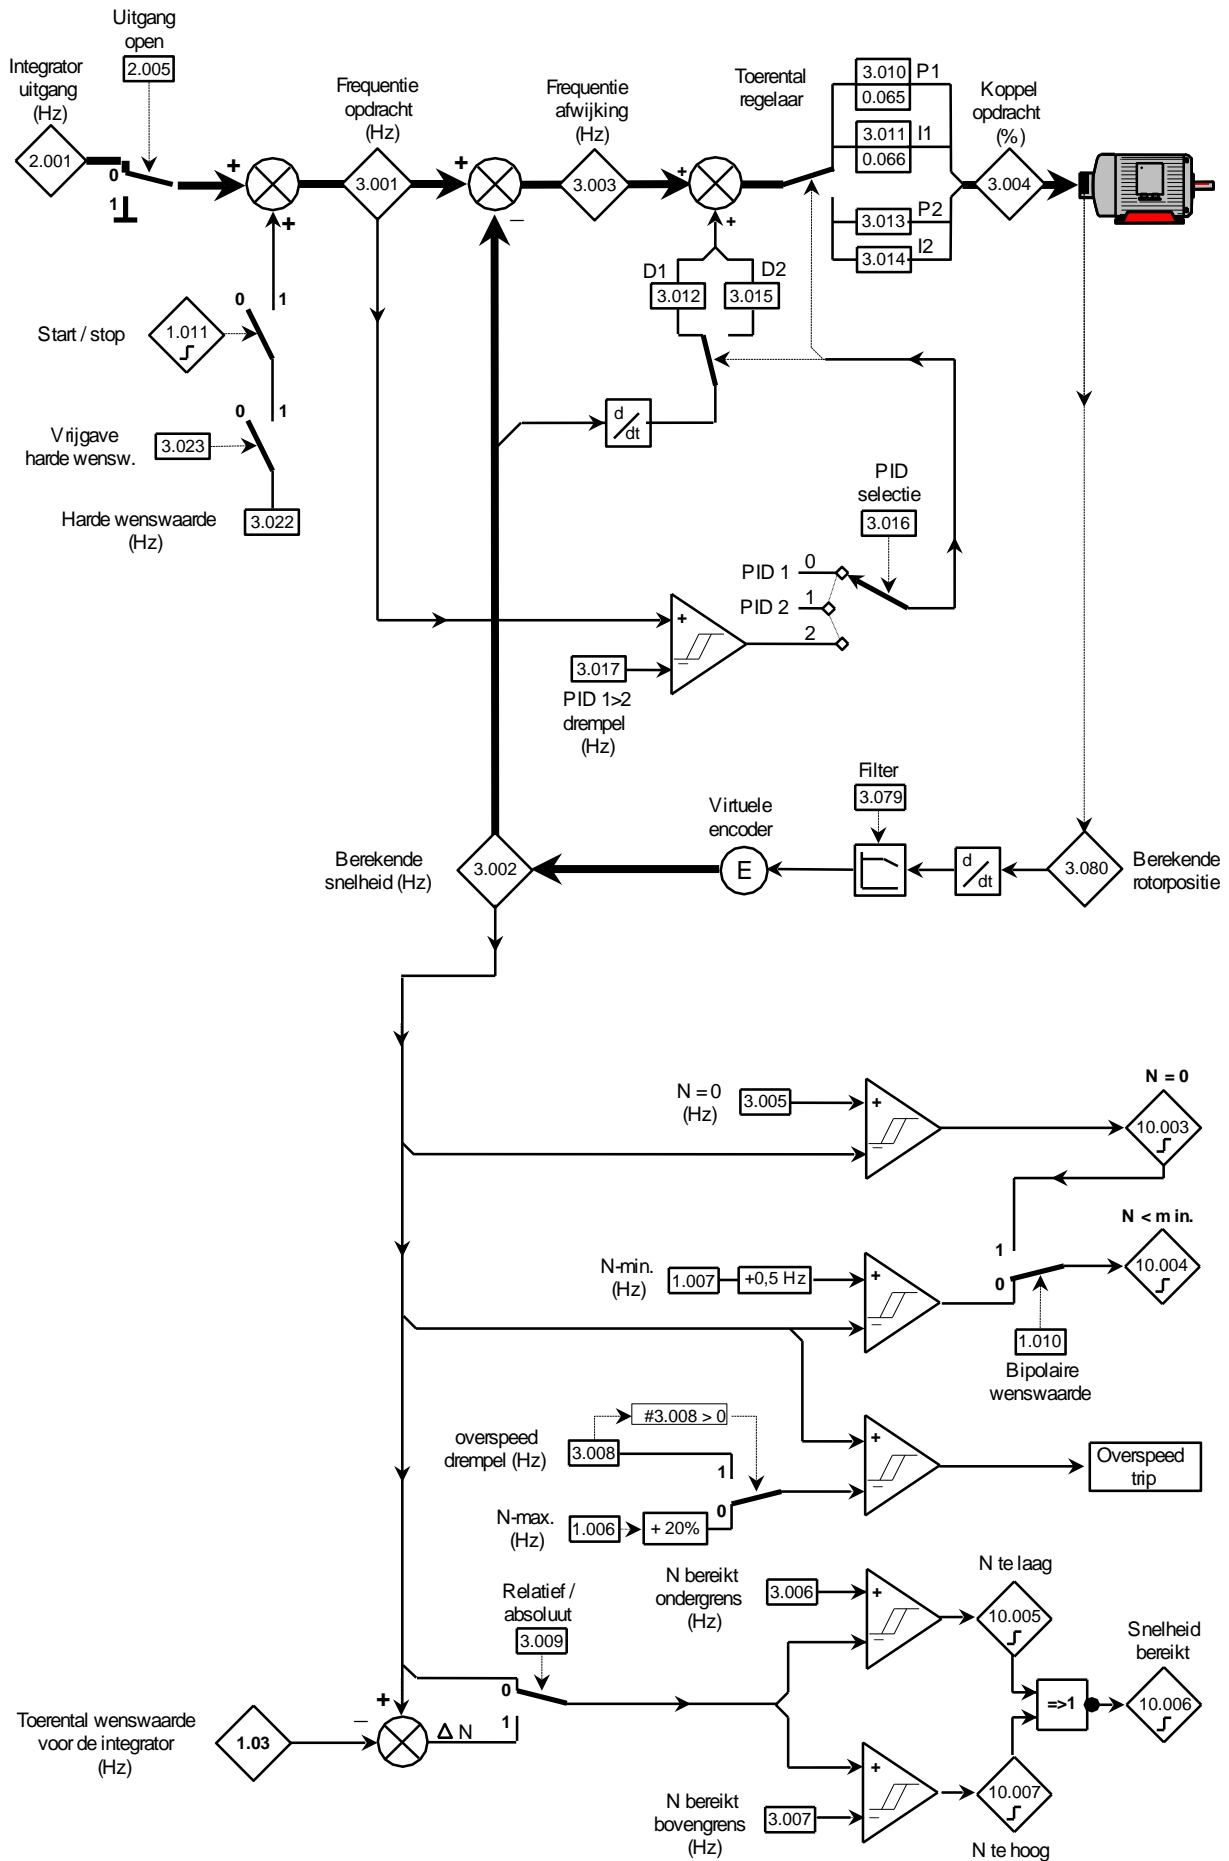 Uitgang
open
2.005
Integrator
uitgang
(Hz)
2.001
0
1
+
+
Frequentie
opdracht
(Hz)
3.001
+
–
Frequentie
afwijking
(Hz)
3.003
+
+
Toerental
regelaar
3.010 P1
0.065
3.011 I1
0.066
P2
3.013
I2
3.014
Koppel
opdracht
(%)
3.004
D1
3.012
D2
3.015
0 1
Start / stop
1.011
0 1
Vrijgave
harde wensw.
3.023
Harde wenswaarde
(Hz)
3.022
d
dt
PID
selectie
3.016
PID 1 0
PID 2 1
2
+
–
3.017
PID 1>2
drempel
(Hz)
Filter
3.079
Virtuele
encoder
E
d
dt
3.080
Berekende
rotorpositie
Berekende
snelheid (Hz)
3.002
N = 0
(Hz)
3.005
+
–
N = 0
10.003
N < min.
10.004
1
0
N-min.
(Hz)
1.007
+0,5 Hz
+
–
1.010
Bipolaire
wenswaarde
#3.008 > 0
overspeed
drempel (Hz)
3.008
1
0
N-max.
(Hz)
1.006
+ 20%
+
–
Overspeed
trip
N bereikt
ondergrens
(Hz)
3.006
+
–
N te laag
10.005
Relatief /
absoluut
3.009
0
1
Snelheid
bereikt
=>1
10.006
Toerental wenswaarde
voor de integrator
(Hz)
1.03
–
+
Δ N
N bereikt
bovengrens
(Hz)
3.007
+
–
10.007
N te hoog